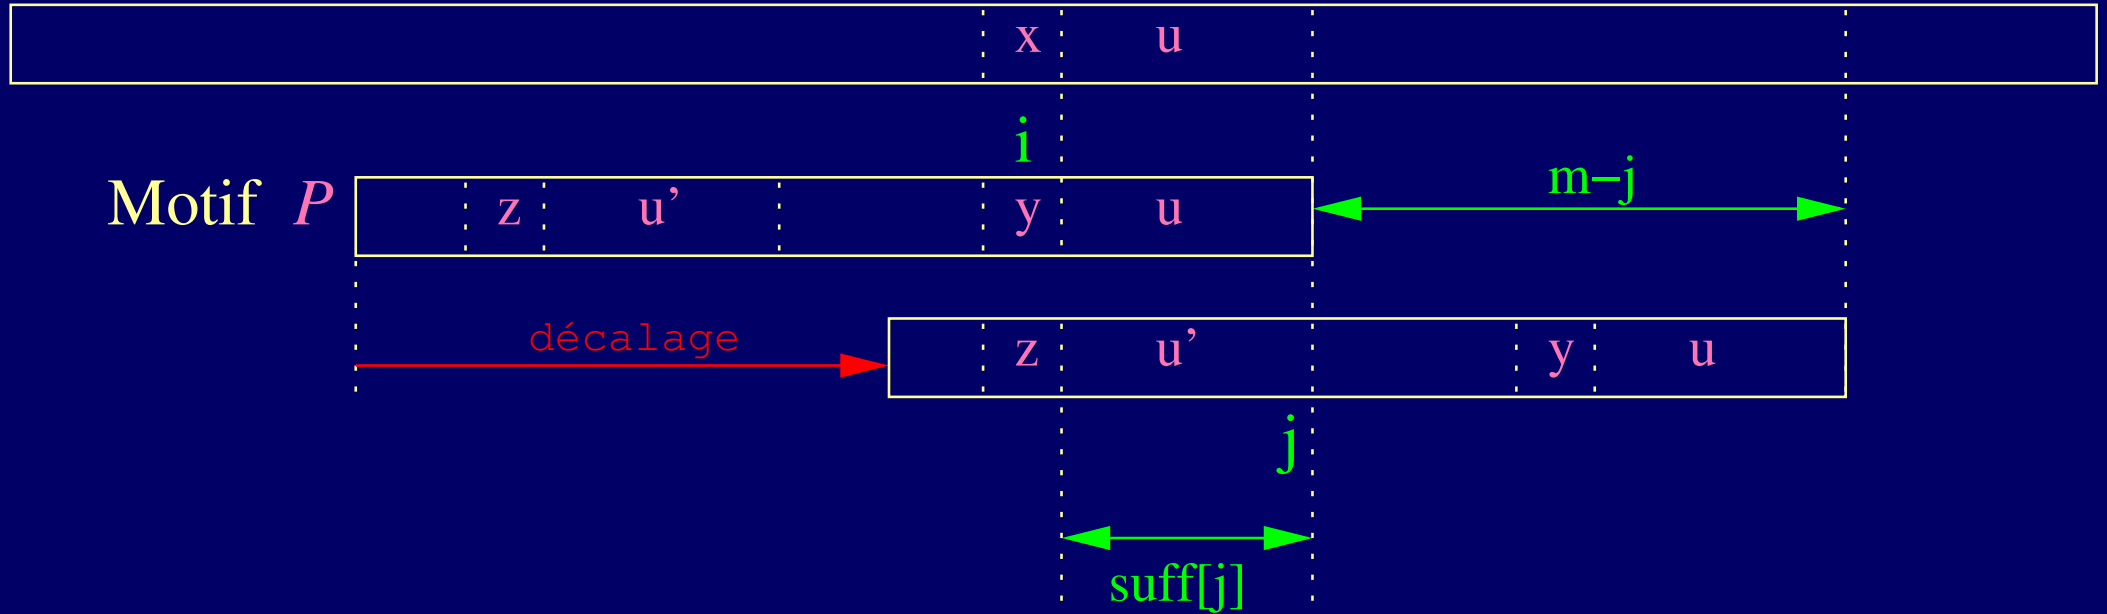 x u
i
m−j
Motif P z u' y u
décalage
z u' y u
j
suff[j]